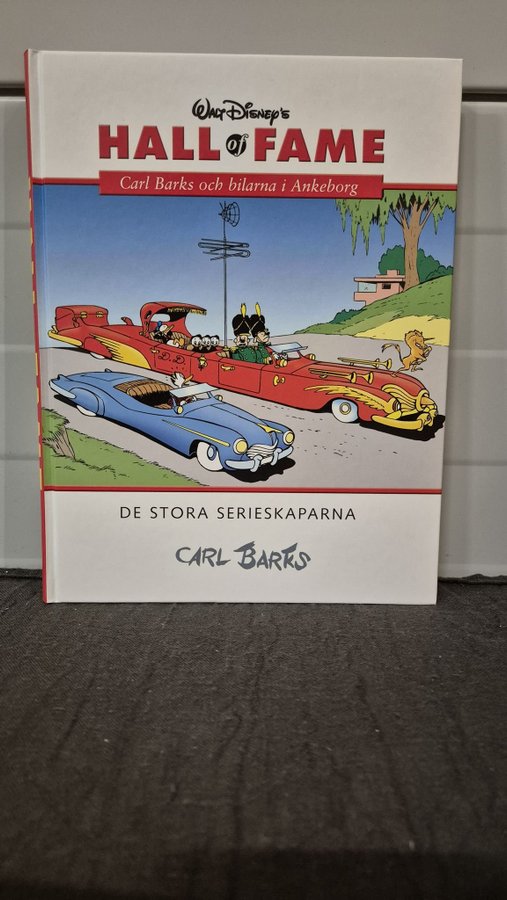 Walt Disney's
HALL of FAME
Carl Barks och bilarna i Ankeborg
DE STORA SERIESKAPARNA
CARL BARKS